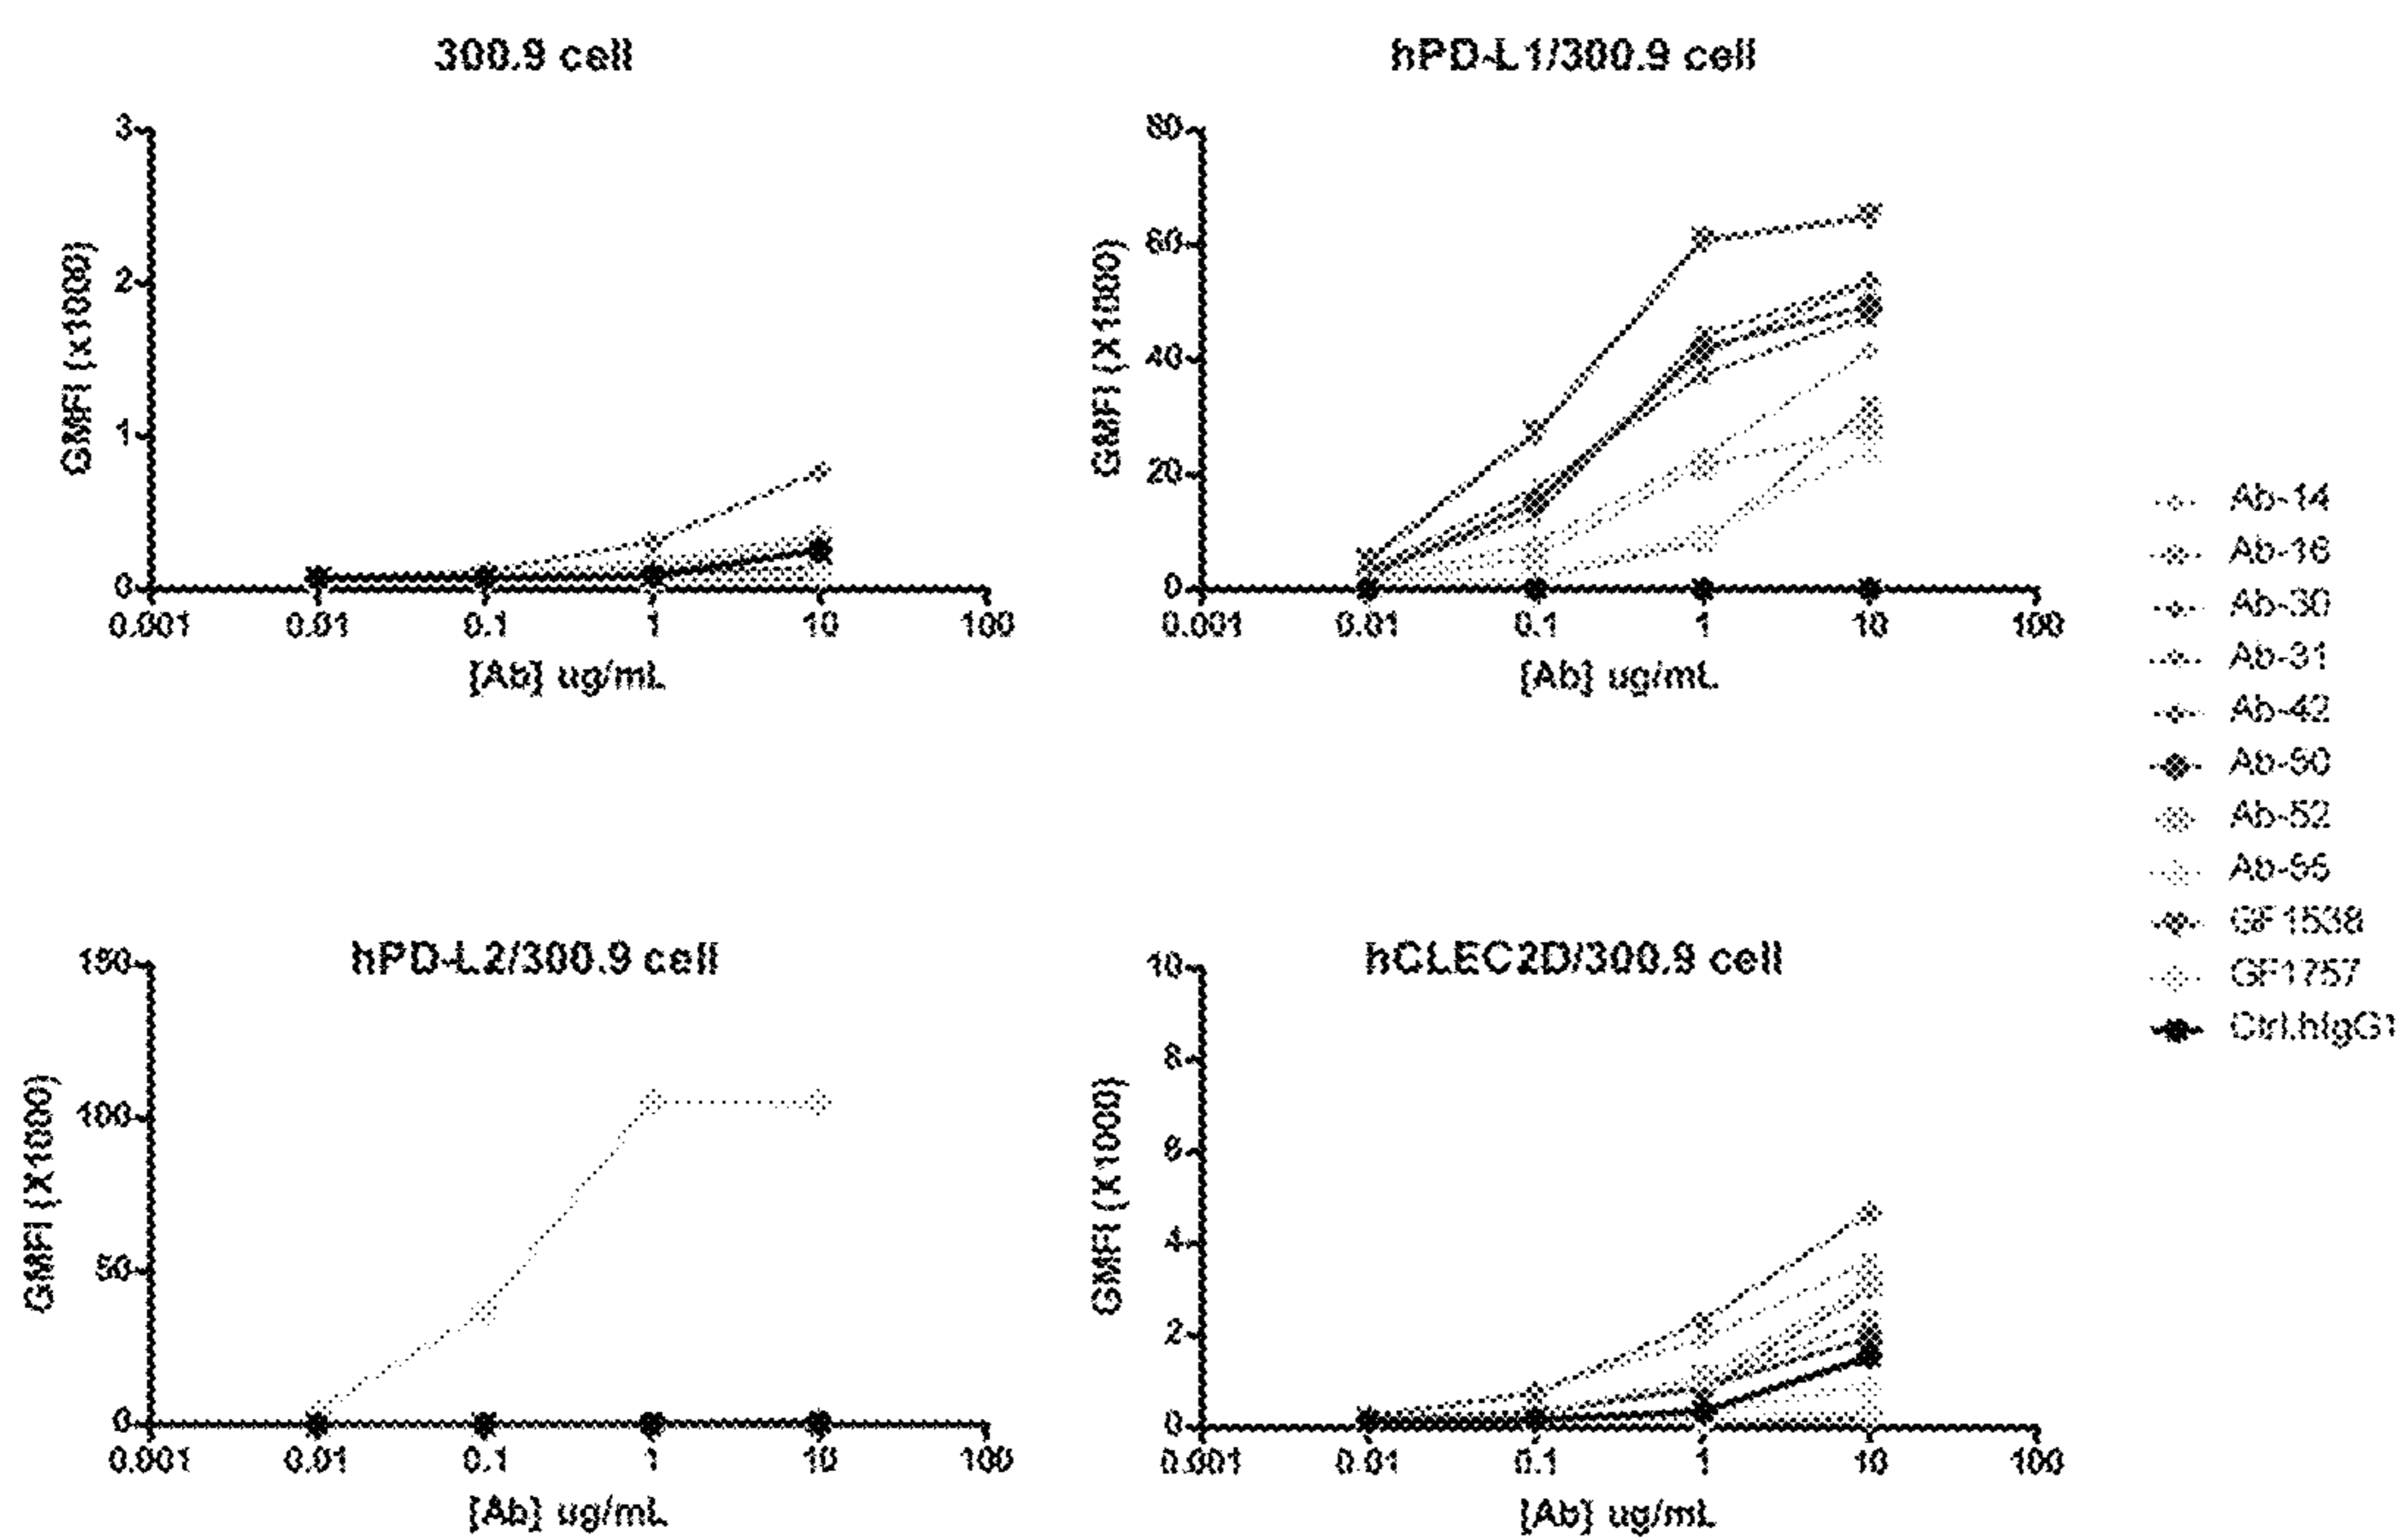 300.9 cell
3
2
1
0
GMFI (x1000)
0.001 0.01 0.1 1 10 100
[Ab] ug/mL
hPD-L1/300.9 cell
80
60
40
20
0
GMFI (X1000)
0.001 0.01 0.1 1 10 100
[Ab] ug/mL
hPD-L2/300.9 cell
150
100
50
0
GMFI (X1000)
0.001 0.01 0.1 1 10 100
[Ab] ug/mL
hCLEC2D/300.9 cell
10
8
6
4
2
0
GMFI (X1000)
0.001 0.01 0.1 1 10 100
[Ab] ug/mL
Ab-14
Ab-16
Ab-30
Ab-31
Ab-42
Ab-50
Ab-52
Ab-55
GF1538
GF1757
Ctrl.hIgG1